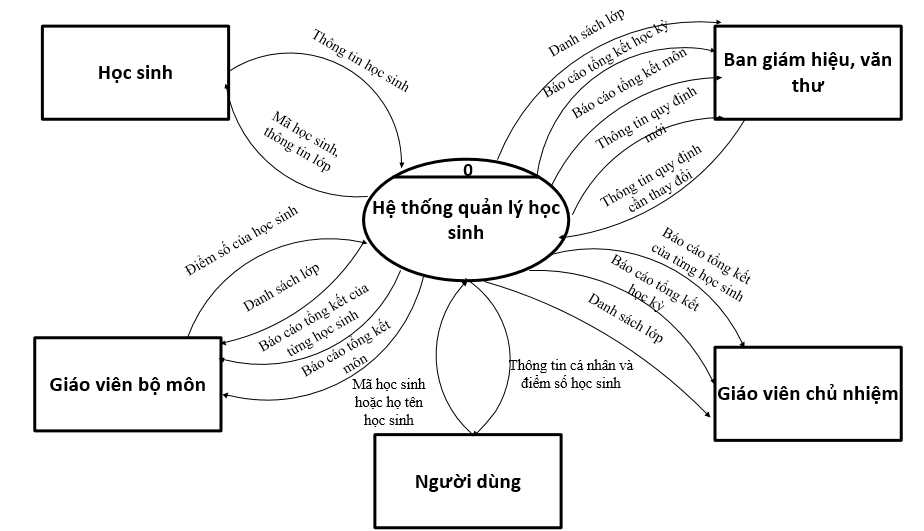 Học sinh
Thông tin học sinh
Mã học sinh,
thông tin lớp
Danh sách lớp
Báo cáo tổng kết học kỳ
Báo cáo tổng kết môn
Thông tin quy định
mới
Thông tin quy định
cần thay đổi
Ban giám hiệu, văn
thư
0
Hệ thống quản lý học
sinh
Điểm số của học sinh
Danh sách lớp
Báo cáo tổng kết của
từng học sinh
Báo cáo tổng kết
môn
Giáo viên bộ môn
Mã học sinh
hoặc họ tên
học sinh
Thông tin cá nhân và
điểm số học sinh
Người dùng
Báo cáo tổng kết
của từng học sinh
Báo cáo tổng kết
học kỳ
Danh sách lớp
Giáo viên chủ nhiệm